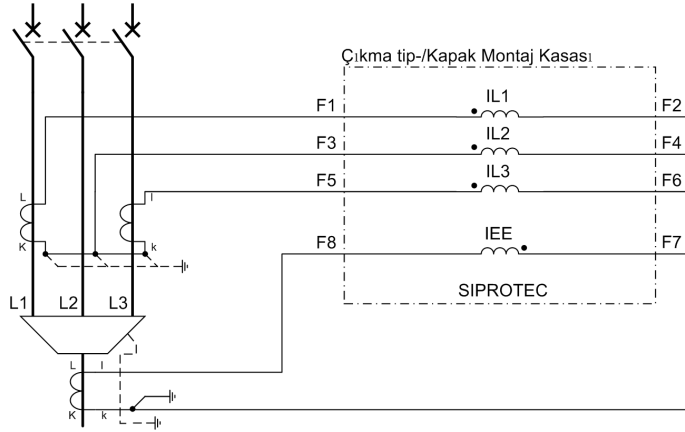 Çıkma tip-/Kapak Montaj Kasası
F1 IL1 F2
F3 IL2 F4
F5 IL3 F6
L l
K k
F8 IEE F7
SIPROTEC
L1 L2 L3
L l
K k